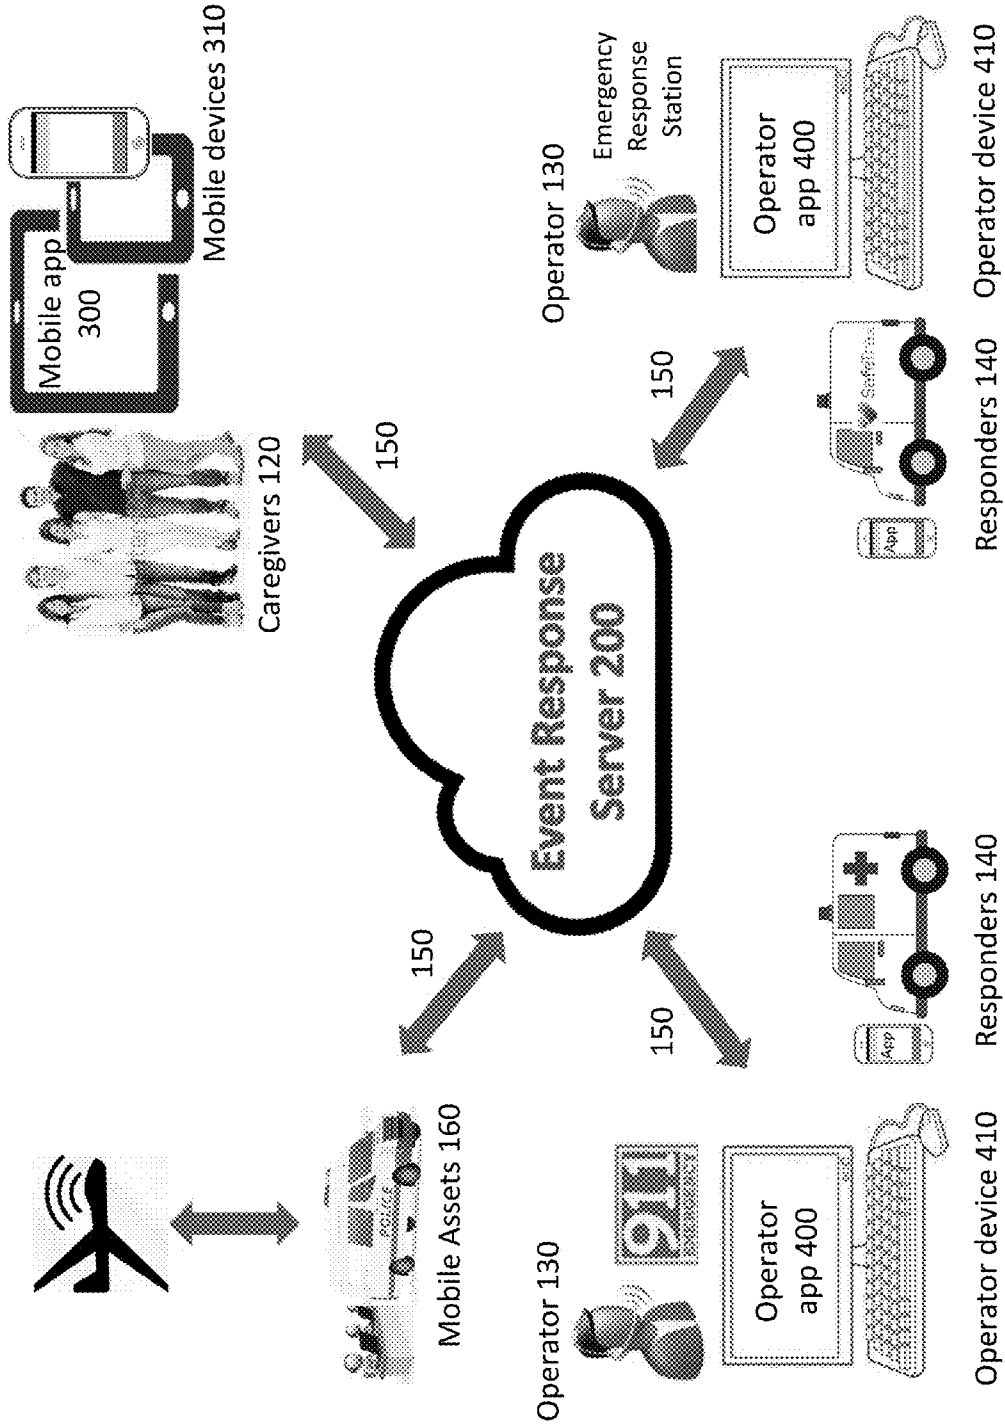 Mobile app
300
Mobile devices 310
Caregivers 120
150
150
POLICE
Mobile Assets 160
Event Response
Server 200
150
150
Operator 130
911
EMERGENCY
Operator
app 400
Operator device 410
App
Responders 140
Operator 130
Emergency
Response
Station
Operator
app 400
Operator device 410
App
SafeTrek
Responders 140